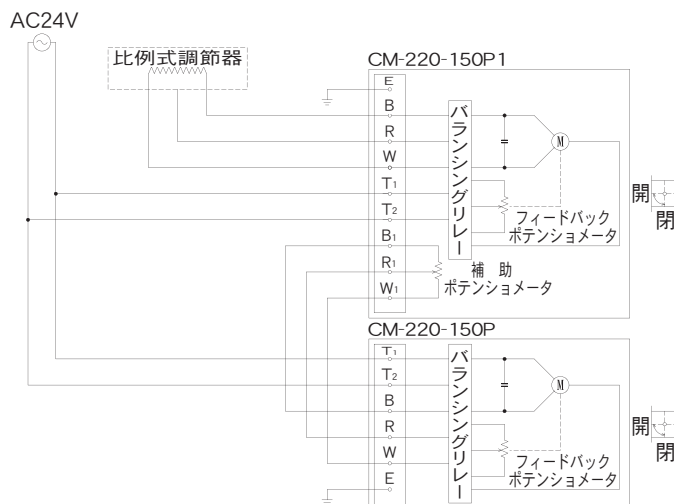 AC24V
比例式調節器
CM-220-150P1
E
B
R
W
T1
T2
B1
R1
W1
バランシングリレー
M
フィードバック
ポテンショメータ
補 助
ポテンショメータ
開
閉
CM-220-150P
T1
T2
B
R
W
E
バランシングリレー
M
フィードバック
ポテンショメータ
開
閉